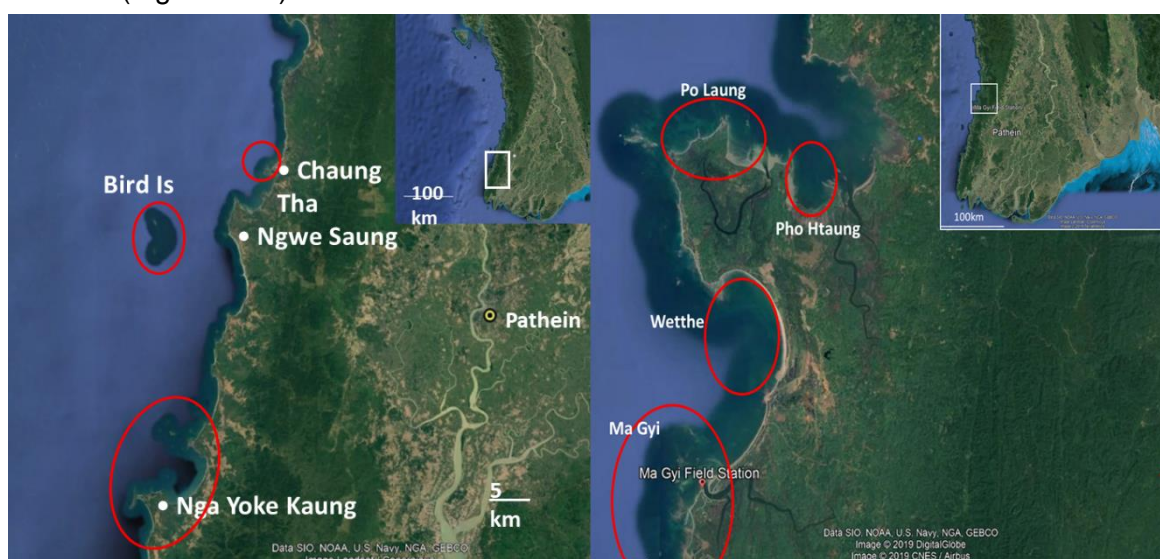 Bird Is
• Chaung
Tha
• Ngwe Saung
Pathein
• Nga Yoke Kaung
100
km
5
km
Data SIO, NOAA, U.S. Navy, NGA, GEBCO
Po Laung
Pho Htaung
Wetthe
Ma Gyi
Ma Gyi Field Station
Pathein
100km
Data SIO, NOAA, U.S. Navy, NGA, GEBCO
Image © 2019 DigitalGlobe
Image © 2019 CNES / Airbus